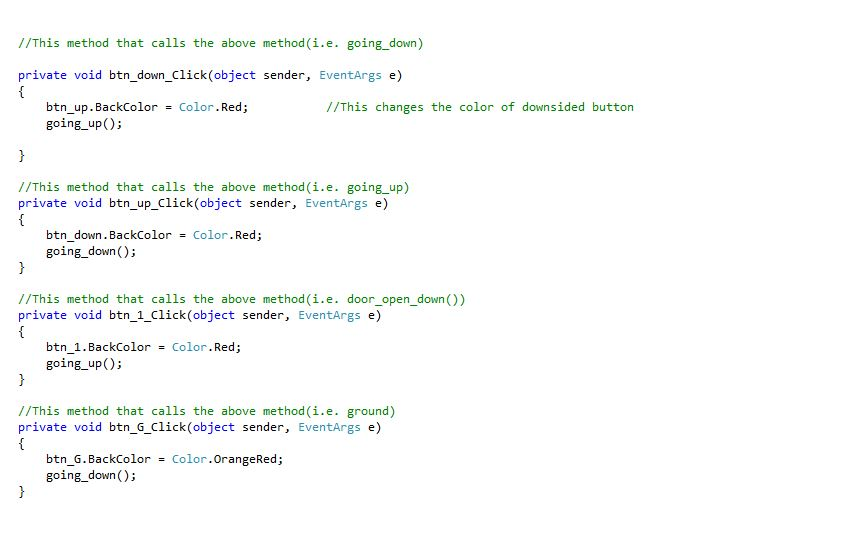 //This method that calls the above method(i.e. going_down)
private void btn_down_Click(object sender, EventArgs e)
{
    btn_up.BackColor = Color.Red;           //This changes the color of downsided button
    going_up();
}
//This method that calls the above method(i.e. going_up)
private void btn_up_Click(object sender, EventArgs e)
{
    btn_down.BackColor = Color.Red;
    going_down();
}
//This method that calls the above method(i.e. door_open_down())
private void btn_1_Click(object sender, EventArgs e)
{
    btn_1.BackColor = Color.Red;
    going_up();
}
//This method that calls the above method(i.e. ground)
private void btn_G_Click(object sender, EventArgs e)
{
    btn_G.BackColor = Color.OrangeRed;
    going_down();
}